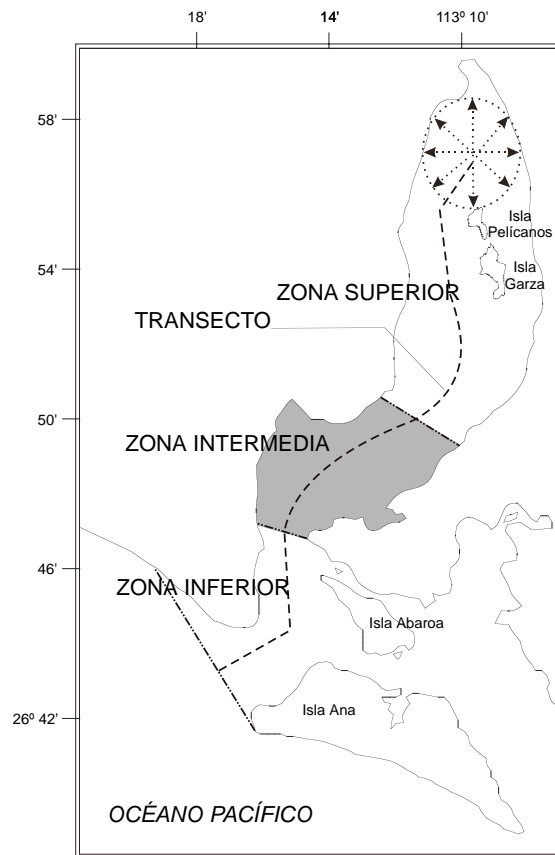 18'
14'
113º 10'
58'
Isla
Pelícanos
54'
Isla
Garza
ZONA SUPERIOR
TRANSECTO
50'
ZONA INTERMEDIA
46'
ZONA INFERIOR
Isla Abaroa
Isla Ana
26º 42'
OCÉANO PACÍFICO